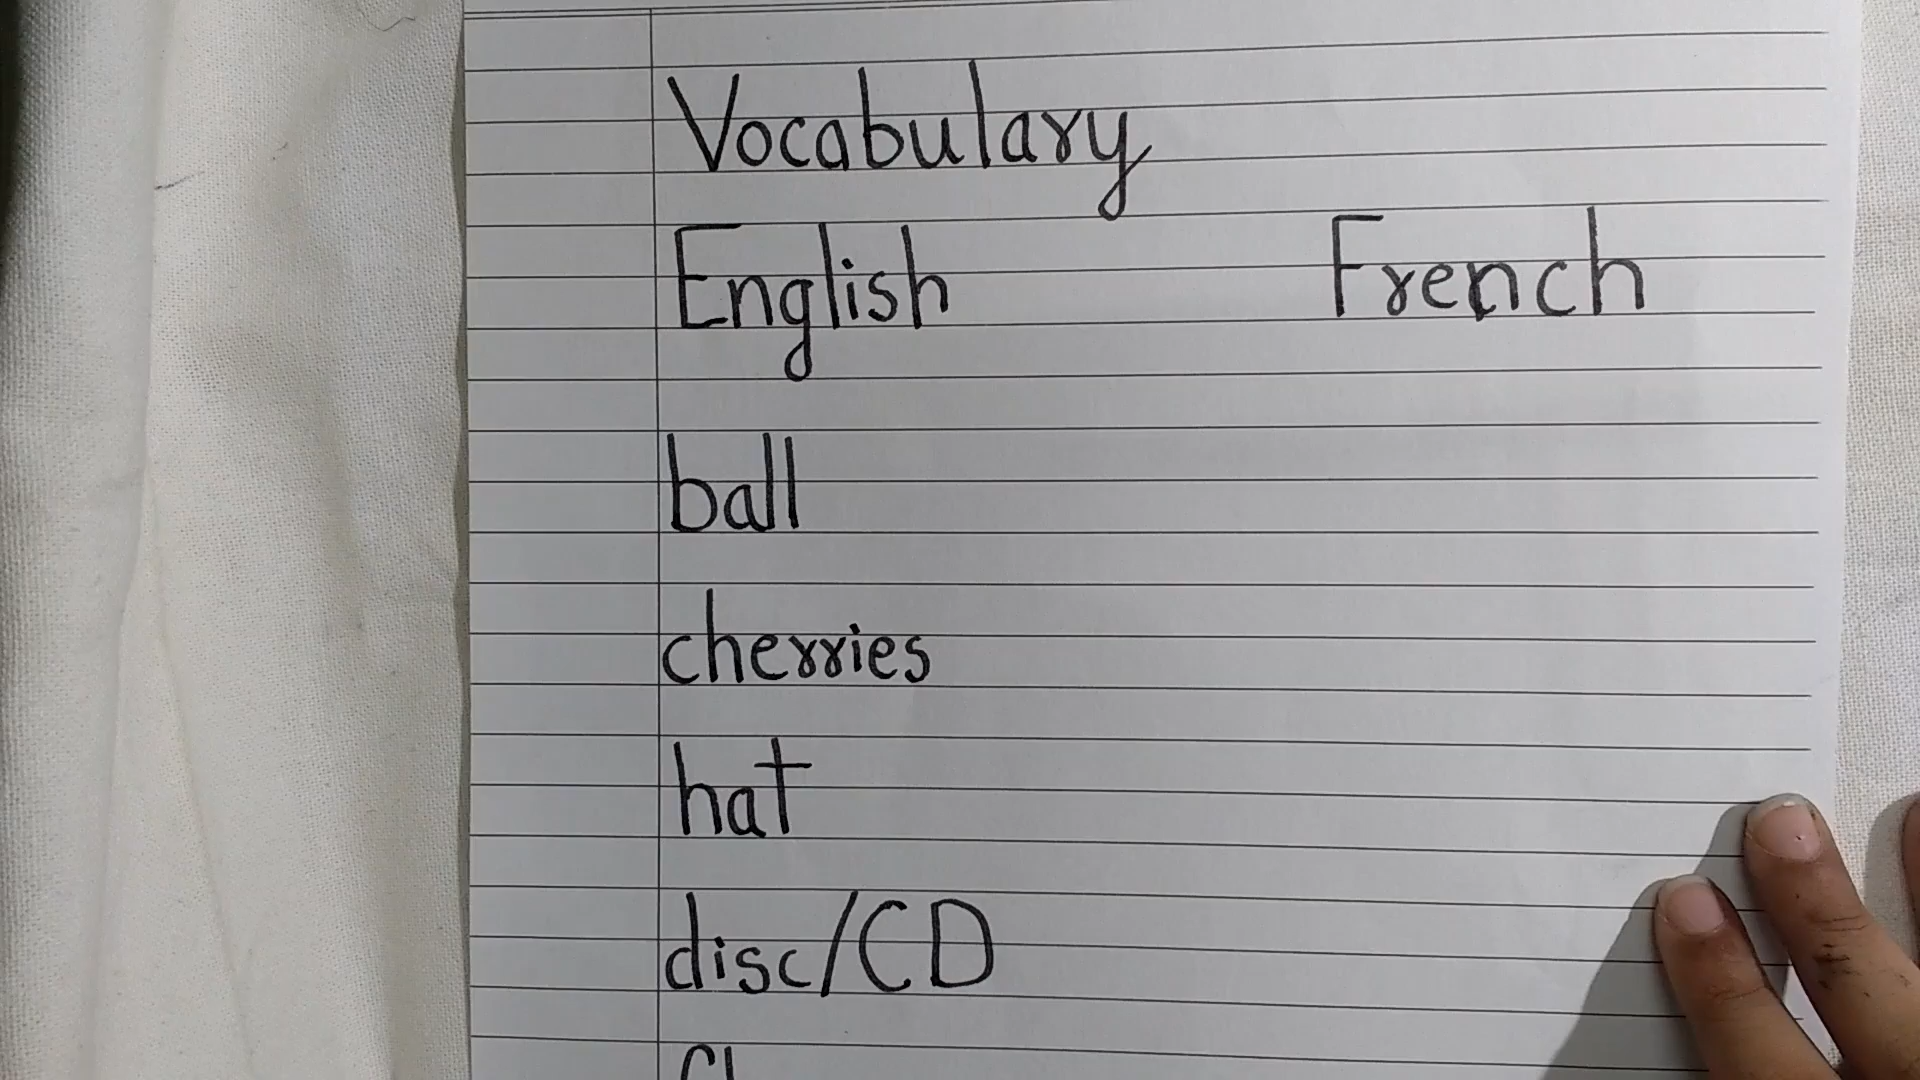 Vocabulary
English French
ball
cherries
hat
disc/CD